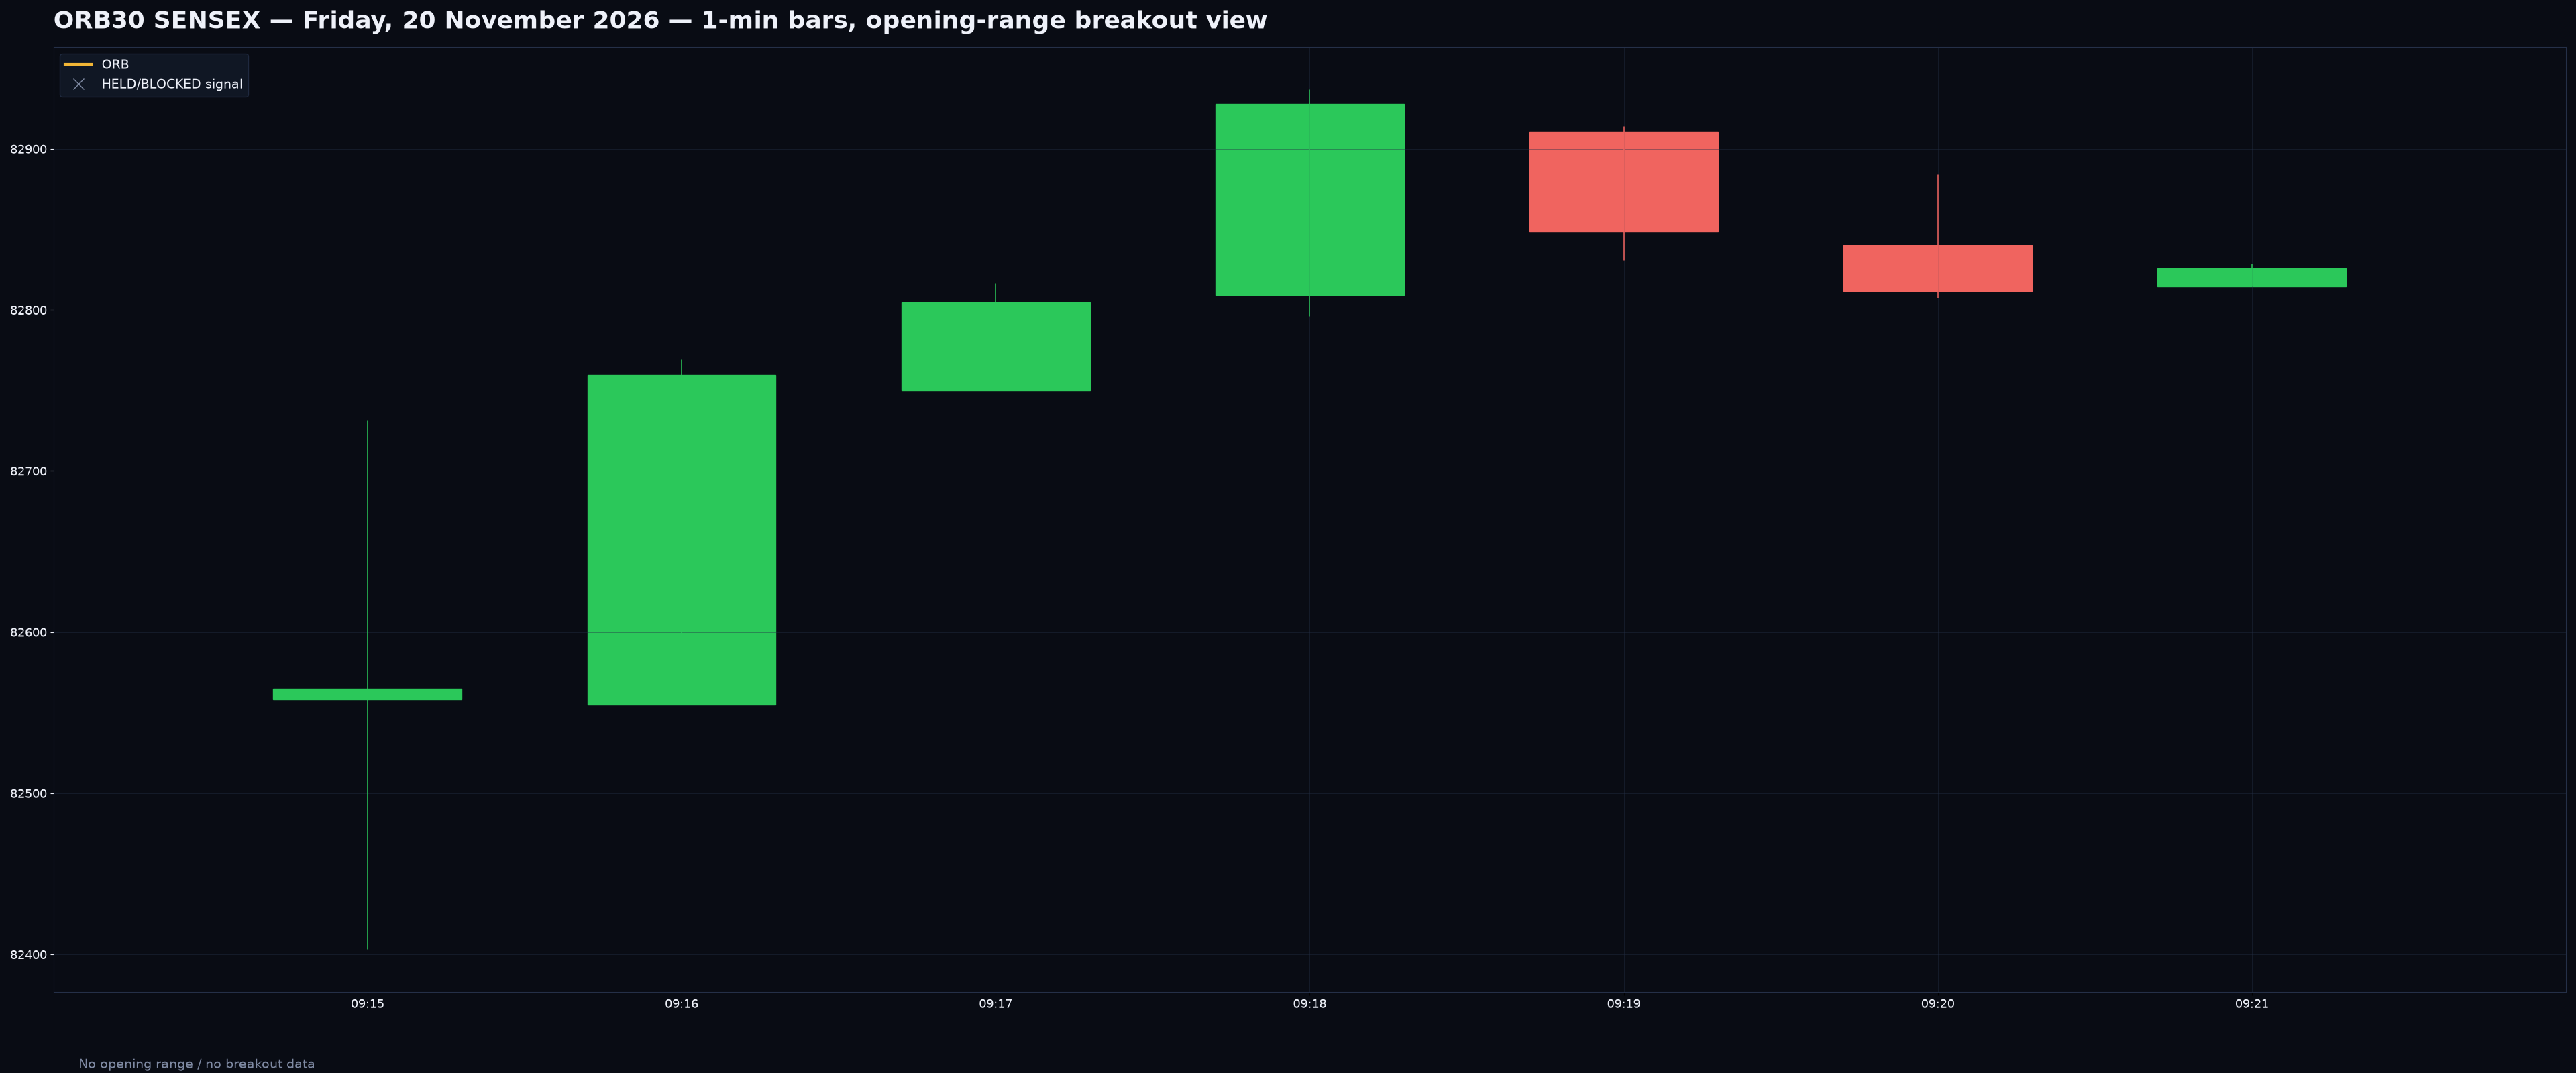 ORB30 SENSEX — Friday, 20 November 2026 — 1-min bars, opening-range breakout view
ORB
HELD/BLOCKED signal
82900
82800
82700
82600
82500
82400
09:15 09:16 09:17 09:18 09:19 09:20 09:21
No opening range / no breakout data